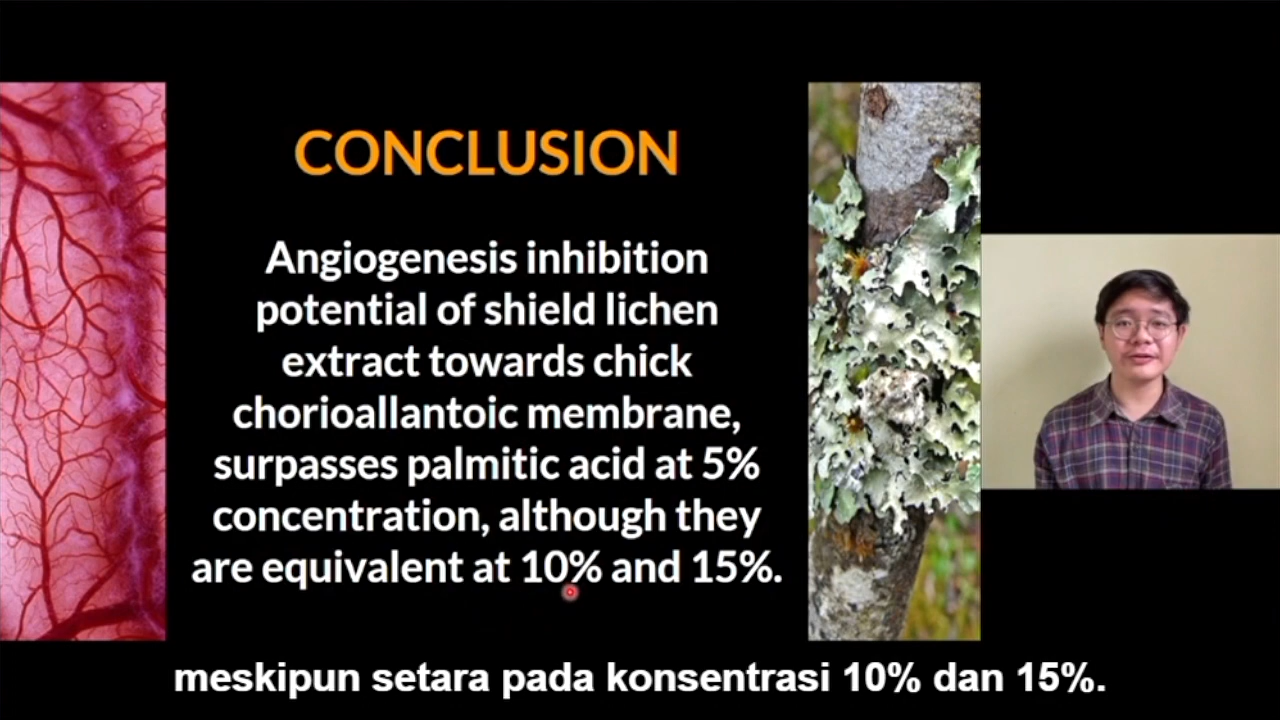 CONCLUSION
Angiogenesis inhibition
potential of shield lichen
extract towards chick
chorioallantoic membrane,
surpasses palmitic acid at 5%
concentration, although they
are equivalent at 10% and 15%.
meskipun setara pada konsentrasi 10% dan 15%.